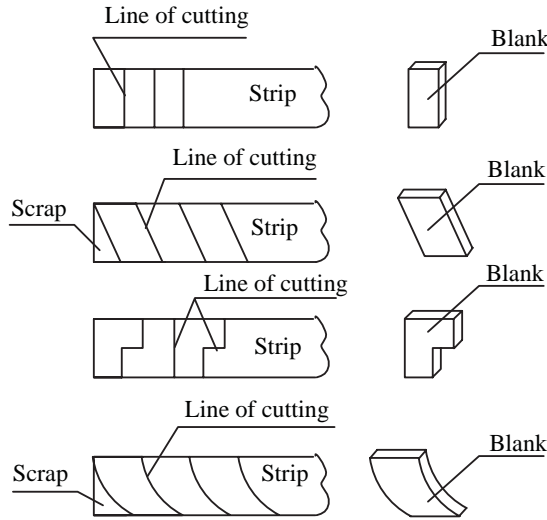 Line of cutting
Blank
Strip
Line of cutting
Blank
Scrap
Strip
Blank
Line of cutting
Strip
Line of cutting
Blank
Scrap
Strip